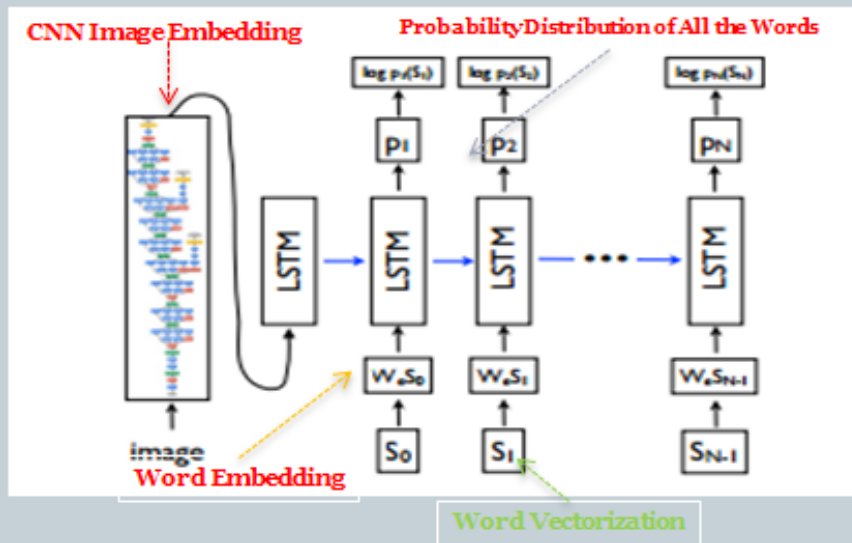 CNN Image Embedding
Probability Distribution of All the Words
log p₁(S₁) log p₂(S₂) log pN(SN)
p1 p2 pN
LSTM LSTM LSTM ••• LSTM
WₑS₀ WₑS₁ WₑSN-1
S₀ S₁ SN-1
image
Word Embedding
Word Vectorization